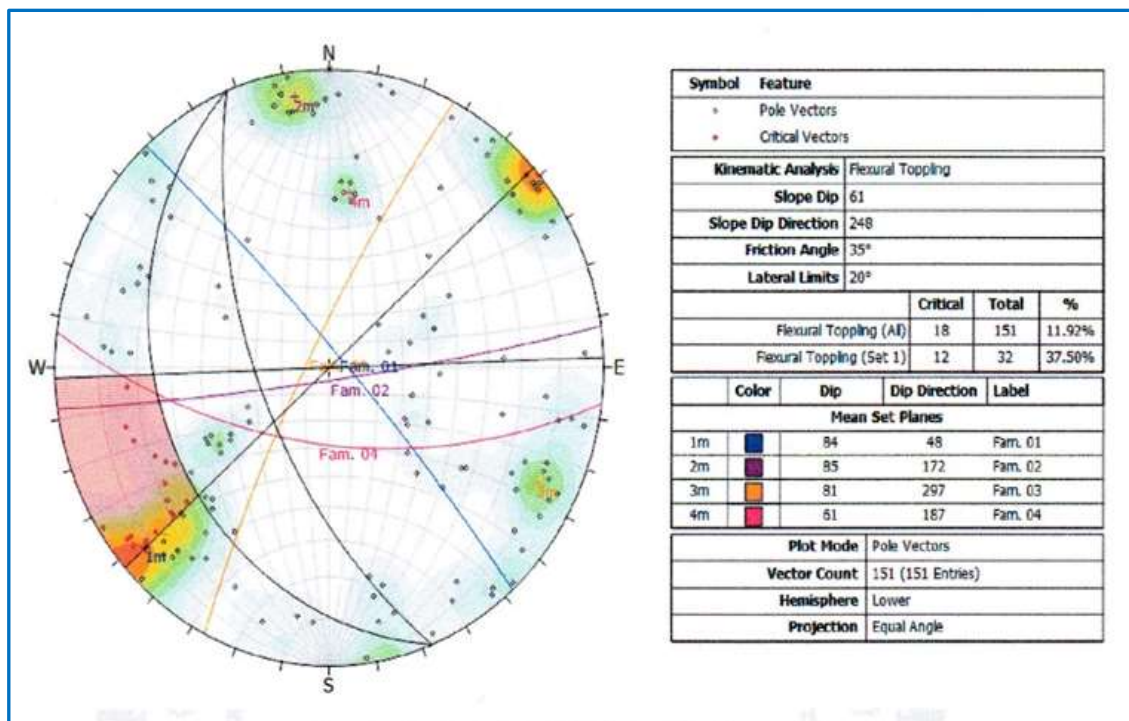 N
2m
4m
W
Fam. 01
E
Fam. 02
Fam. 04
3m
1m
S
Symbol Feature
Pole Vectors
Critical Vectors
Kinematic Analysis Flexural Toppling
Slope Dip 61
Slope Dip Direction 248
Friction Angle 35°
Lateral Limits 20°
Critical Total %
Flexural Toppling (All) 18 151 11.92%
Flexural Toppling (Set 1) 12 32 37.50%
Color Dip Dip Direction Label
Mean Set Planes
1m 84 48 Fam. 01
2m 85 172 Fam. 02
3m 81 297 Fam. 03
4m 61 187 Fam. 04
Plot Mode Pole Vectors
Vector Count 151 (151 Entries)
Hemisphere Lower
Projection Equal Angle